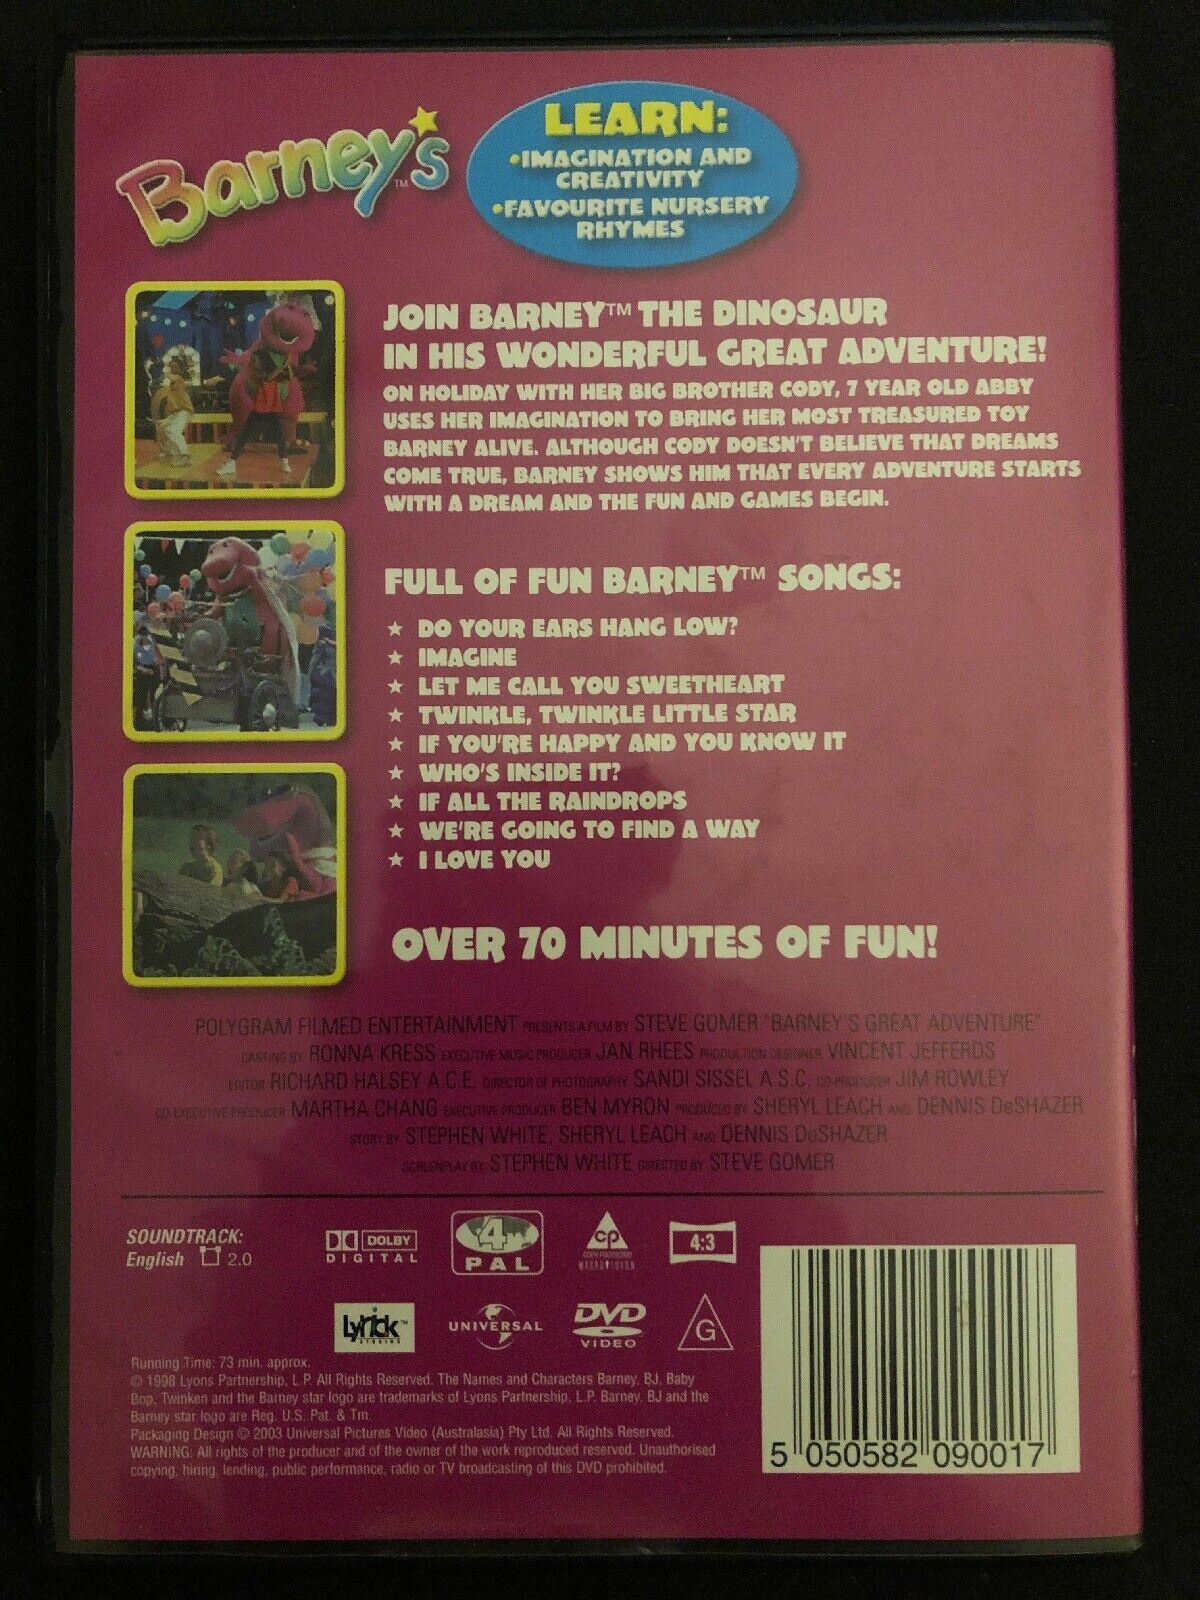 Barney's™
LEARN:
•IMAGINATION AND
CREATIVITY
•FAVOURITE NURSERY
RHYMES
JOIN BARNEY™ THE DINOSAUR
IN HIS WONDERFUL GREAT ADVENTURE!
ON HOLIDAY WITH HER BIG BROTHER CODY, 7 YEAR OLD ABBY
USES HER IMAGINATION TO BRING HER MOST TREASURED TOY
BARNEY ALIVE. ALTHOUGH CODY DOESN'T BELIEVE THAT DREAMS
COME TRUE, BARNEY SHOWS HIM THAT EVERY ADVENTURE STARTS
WITH A DREAM AND THE FUN AND GAMES BEGIN.
FULL OF FUN BARNEY™ SONGS:
★ DO YOUR EARS HANG LOW?
★ IMAGINE
★ LET ME CALL YOU SWEETHEART
★ TWINKLE, TWINKLE LITTLE STAR
★ IF YOU'RE HAPPY AND YOU KNOW IT
★ WHO'S INSIDE IT?
★ IF ALL THE RAINDROPS
★ WE'RE GOING TO FIND A WAY
★ I LOVE YOU
OVER 70 MINUTES OF FUN!
POLYGRAM FILMED ENTERTAINMENT PRESENTS A FILM BY STEVE GOMER "BARNEY'S GREAT ADVENTURE"
CASTING BY RONNA KRESS EXECUTIVE MUSIC PRODUCER JAN RHEES PRODUCTION DESIGNER VINCENT JEFFERDS
EDITOR RICHARD HALSEY A.C.E. DIRECTOR OF PHOTOGRAPHY SANDI SISSEL A.S.C. CO-PRODUCER JIM ROWLEY
CO-EXECUTIVE PRODUCER MARTHA CHANG EXECUTIVE PRODUCER BEN MYRON PRODUCED BY SHERYL LEACH AND DENNIS DeSHAZER
STORY BY STEPHEN WHITE, SHERYL LEACH AND DENNIS DeSHAZER
SCREENPLAY BY STEPHEN WHITE DIRECTED BY STEVE GOMER
SOUNDTRACK:
English 2.0
DOLBY
DIGITAL
4
PAL
cp
COPY PROTECTED
MACROVISION
4:3
Lyrick™
STUDIOS
UNIVERSAL
DVD
VIDEO
G
Running Time: 73 min. approx.
© 1998 Lyons Partnership, L.P. All Rights Reserved. The Names and Characters Barney, BJ, Baby
Bop, Twinken and the Barney star logo are trademarks of Lyons Partnership, L.P. Barney, BJ and the
Barney star logo are Reg. U.S. Pat. & Tm.
Packaging Design © 2003 Universal Pictures Video (Australasia) Pty Ltd. All Rights Reserved.
WARNING: All rights of the producer and of the owner of the work reproduced reserved. Unauthorised
copying, hiring, lending, public performance, radio or TV broadcasting of this DVD prohibited.
5 050582 090017